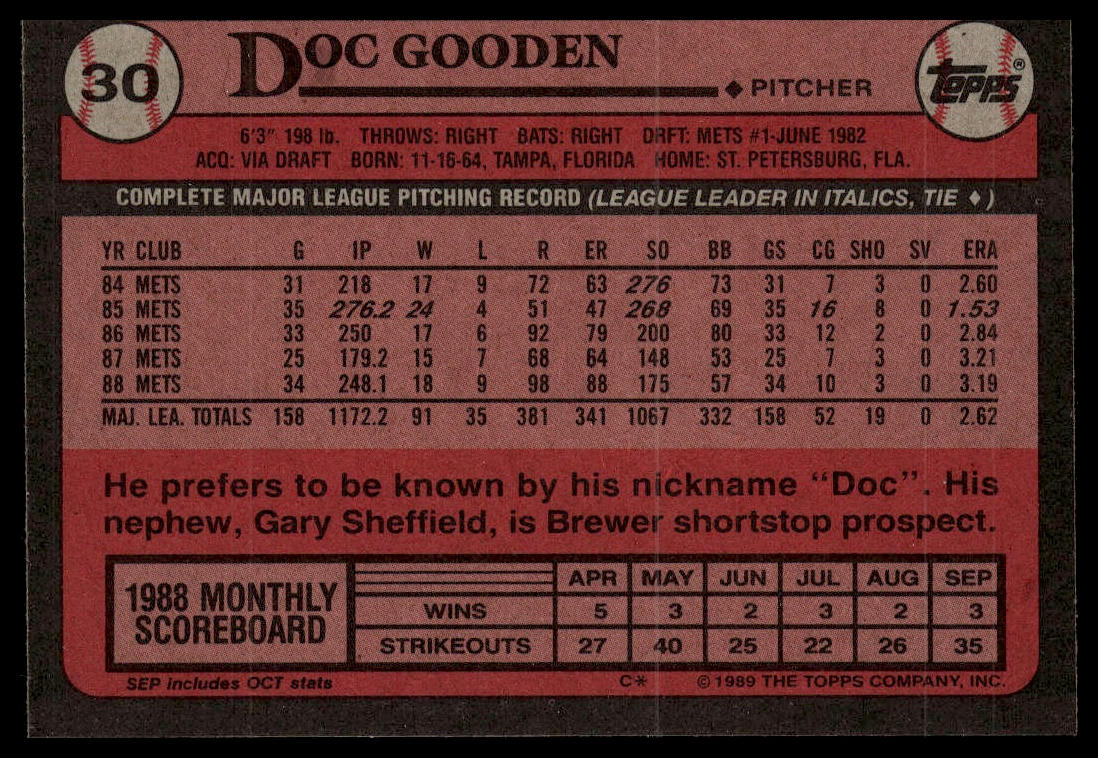 30
DOC GOODEN
◆ PITCHER
TOPPS®
6'3" 198 lb. THROWS: RIGHT BATS: RIGHT DRFT: METS #1-JUNE 1982
ACQ: VIA DRAFT BORN: 11-16-64, TAMPA, FLORIDA HOME: ST. PETERSBURG, FLA.
COMPLETE MAJOR LEAGUE PITCHING RECORD (LEAGUE LEADER IN ITALICS, TIE ♦)
YR CLUB G IP W L R ER SO BB GS CG SHO SV ERA
84 METS 31 218 17 9 72 63 276 73 31 7 3 0 2.60
85 METS 35 276.2 24 4 51 47 268 69 35 16 8 0 1.53
86 METS 33 250 17 6 92 79 200 80 33 12 2 0 2.84
87 METS 25 179.2 15 7 68 64 148 53 25 7 3 0 3.21
88 METS 34 248.1 18 9 98 88 175 57 34 10 3 0 3.19
MAJ. LEA. TOTALS 158 1172.2 91 35 381 341 1067 332 158 52 19 0 2.62
He prefers to be known by his nickname "Doc". His
nephew, Gary Sheffield, is Brewer shortstop prospect.
1988 MONTHLY
SCOREBOARD
APR MAY JUN JUL AUG SEP
WINS 5 3 2 3 2 3
STRIKEOUTS 27 40 25 22 26 35
SEP includes OCT stats C* © 1989 THE TOPPS COMPANY, INC.